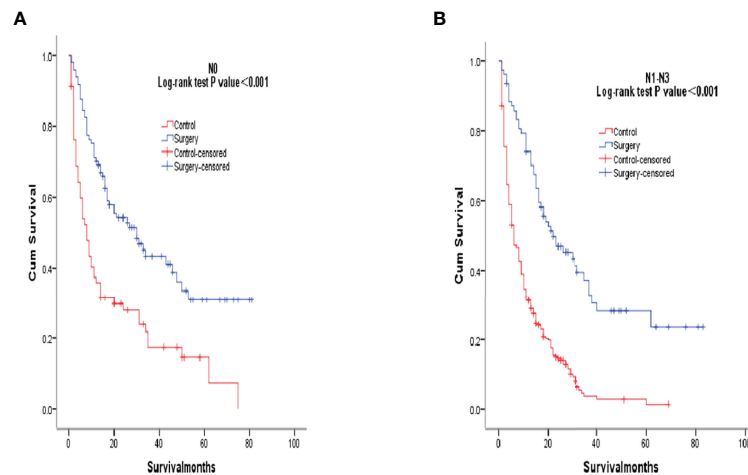 A
N0
Log-rank test P value<0.001
Control
Surgery
Control-censored
Surgery-censored
Cum Survival
1.0
0.8
0.6
0.4
0.2
0.0
0 20 40 60 80 100
Survivalmonths
B
N1-N3
Log-rank test P value<0.001
Control
Surgery
Control-censored
Surgery-censored
Cum Survival
1.0
0.8
0.6
0.4
0.2
0.0
0 20 40 60 80 100
Survivalmonths